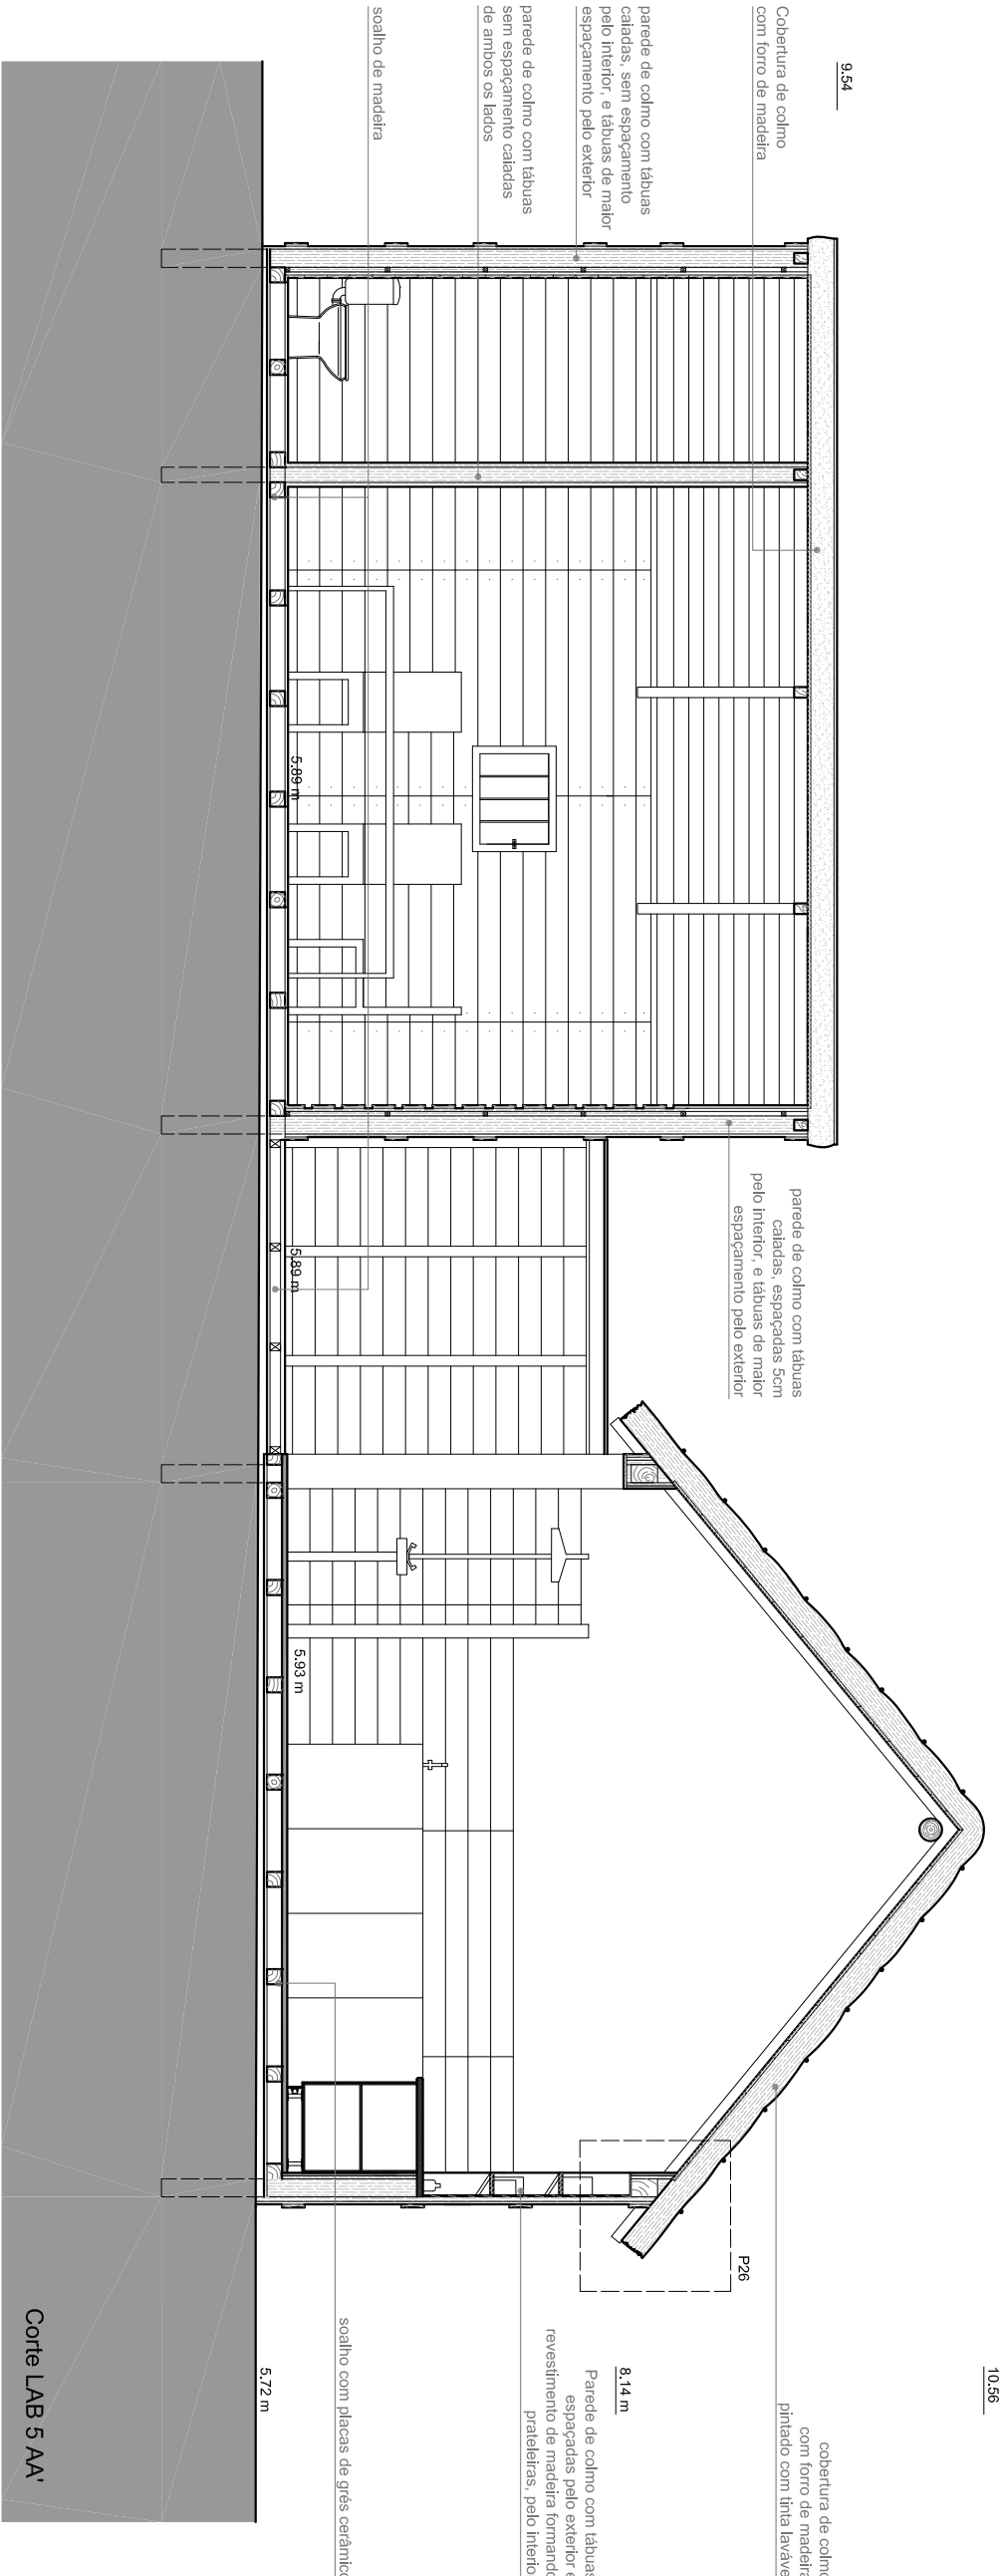 9.54
Cobertura de colmo
com forro de madeira
parede de colmo com tábuas
caiadas, sem espaçamento
pelo interior, e tábuas de maior
espaçamento pelo exterior
parede de colmo com tábuas
sem espaçamento caiadas
de ambos os lados
soalho de madeira
5.89 m
parede de colmo com tábuas
caiadas, espaçadas 5cm
pelo interior, e tábuas de maior
espaçamento pelo exterior
5.89 m
5.93 m
P26
10.56
cobertura de colmo
com forro de madeira
pintado com tinta laváve
8.14 m
Parede de colmo com tábuas
espaçadas pelo exterior e
revestimento de madeira formando
prateleiras, pelo interio
soalho com placas de grés cerâmico
5.72 m
Corte LAB 5 AA'